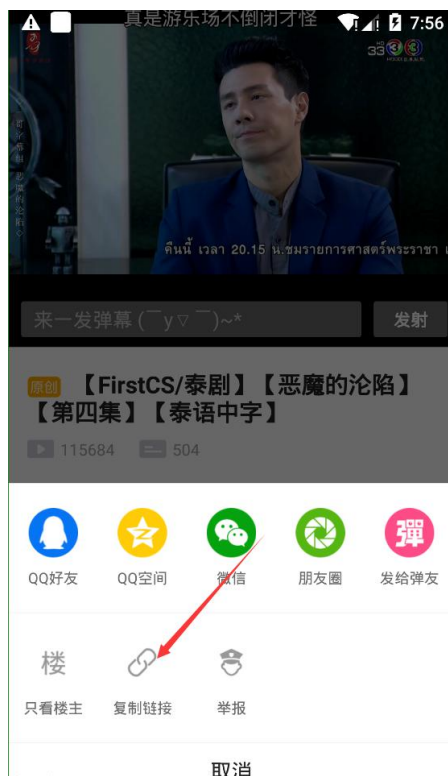 真是游乐场不倒闭才怪
7:56
33
คืนนี้ เวลา 20.15 น.ชมรายการศาสตร์พระราชา
来一发弹幕 (￣y▽￣)~*
发射
原创 【FirstCS/泰剧】【恶魔的沦陷】
【第四集】【泰语中字】
115684
504
彈
QQ好友
QQ空间
微信
朋友圈
发给弹友
楼
只看楼主
复制链接
举报
取消